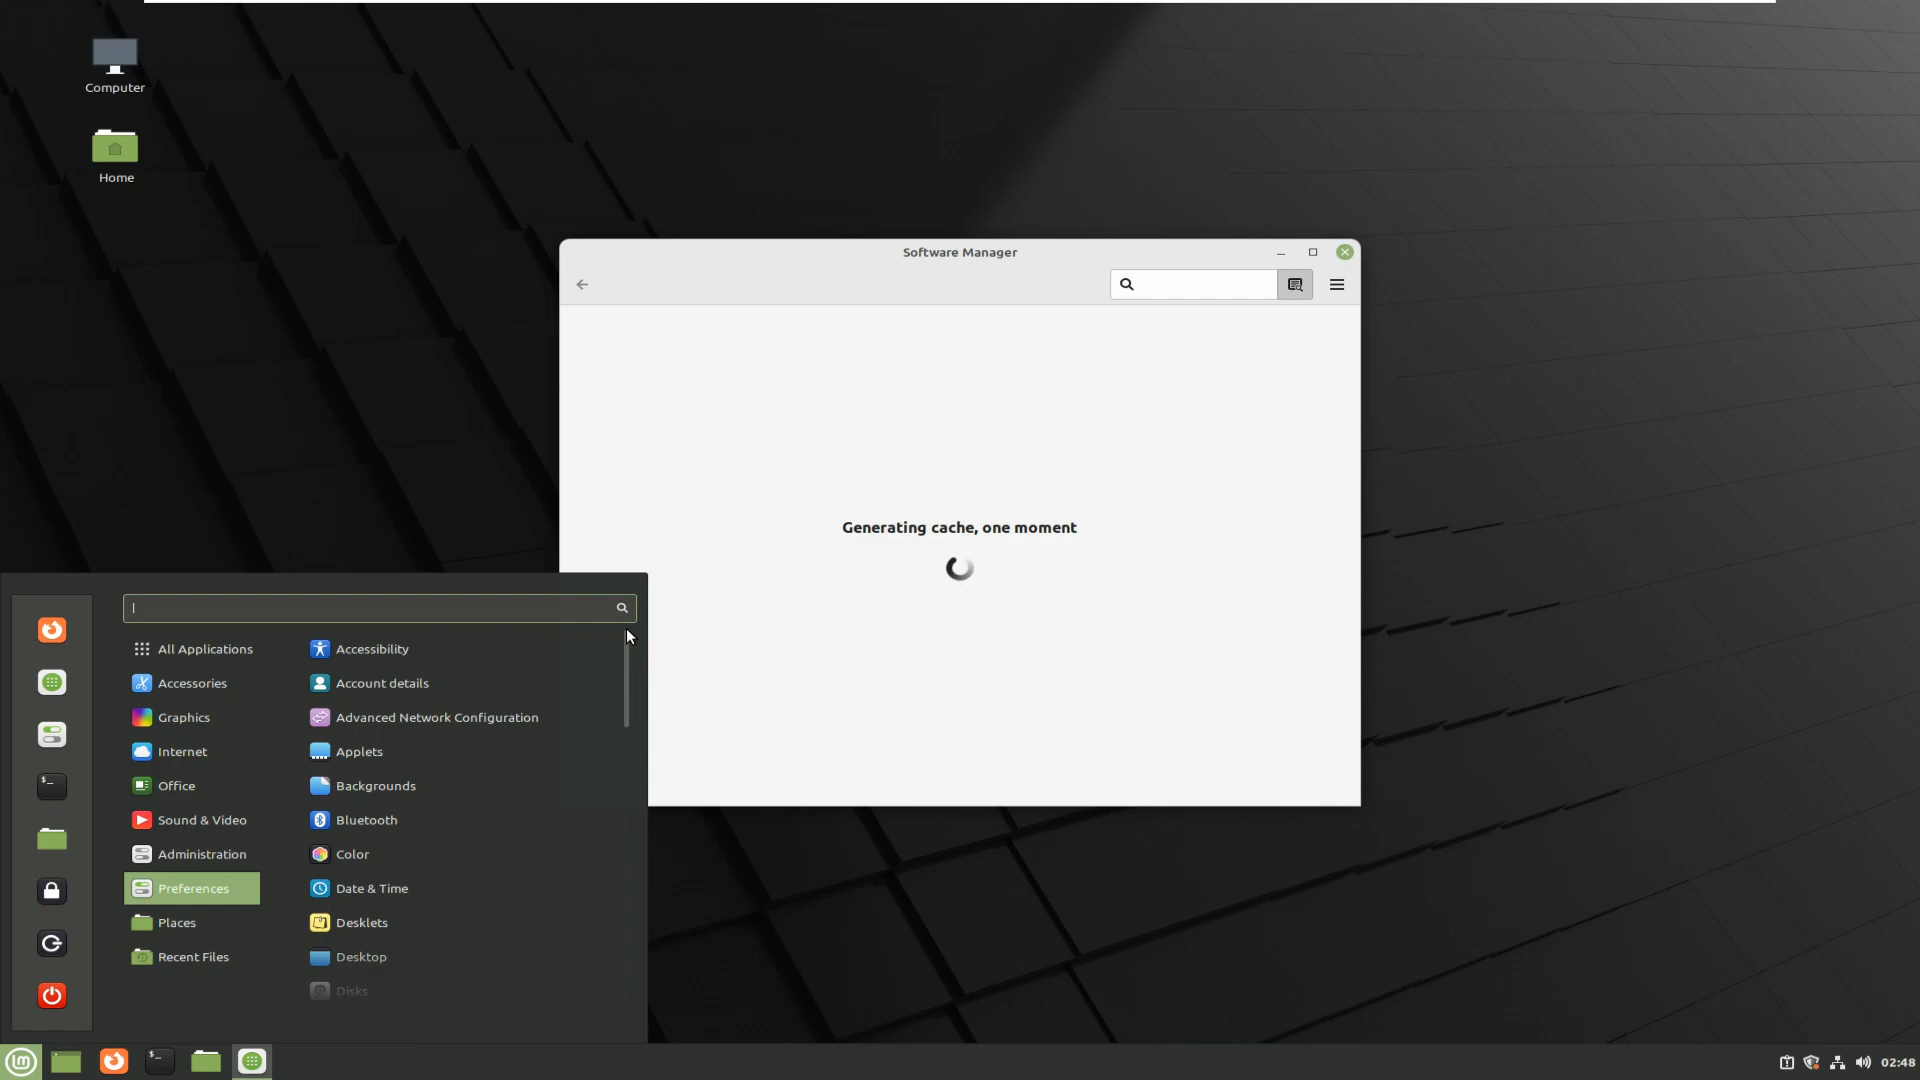 Computer
Home
Software Manager
Generating cache, one moment
All Applications
Accessories
Graphics
Internet
Office
Sound & Video
Administration
Preferences
Places
Recent Files
Accessibility
Account details
Advanced Network Configuration
Applets
Backgrounds
Bluetooth
Color
Date & Time
Desklets
Desktop
Disks
02:48